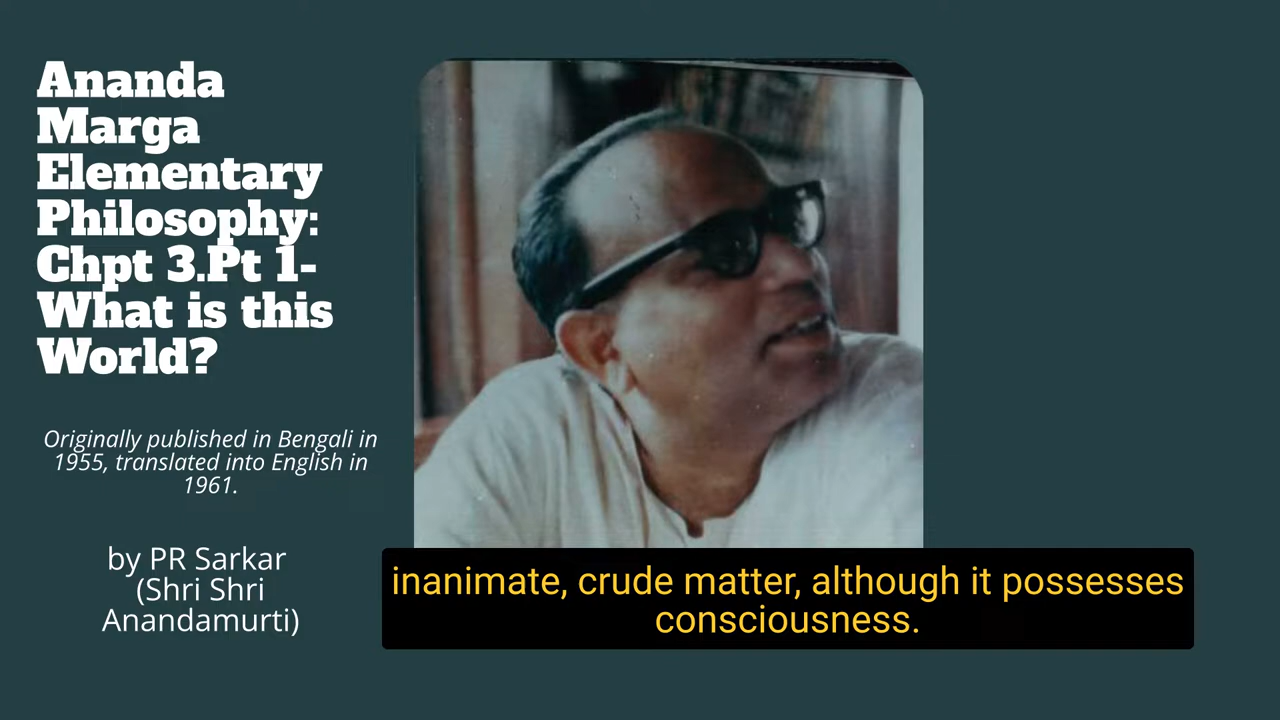 Ananda
Marga
Elementary
Philosophy:
Chpt 3.Pt 1-
What is this
World?
Originally published in Bengali in
1955, translated into English in
1961.
by PR Sarkar
(Shri Shri
Anandamurti)
inanimate, crude matter, although it possesses
consciousness.